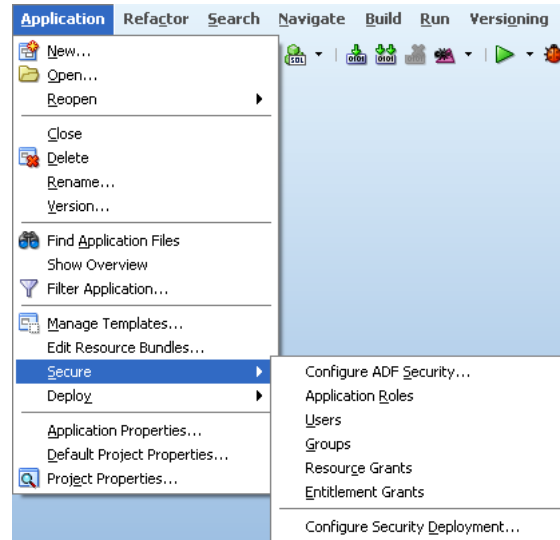 Application Refactor Search Navigate Build Run Versioning
New...
Open...
Reopen
Close
Delete
Rename...
Version...
Find Application Files
Show Overview
Filter Application...
Manage Templates...
Edit Resource Bundles...
Secure
Deploy
Application Properties...
Default Project Properties...
Project Properties...
Configure ADF Security...
Application Roles
Users
Groups
Resource Grants
Entitlement Grants
Configure Security Deployment...